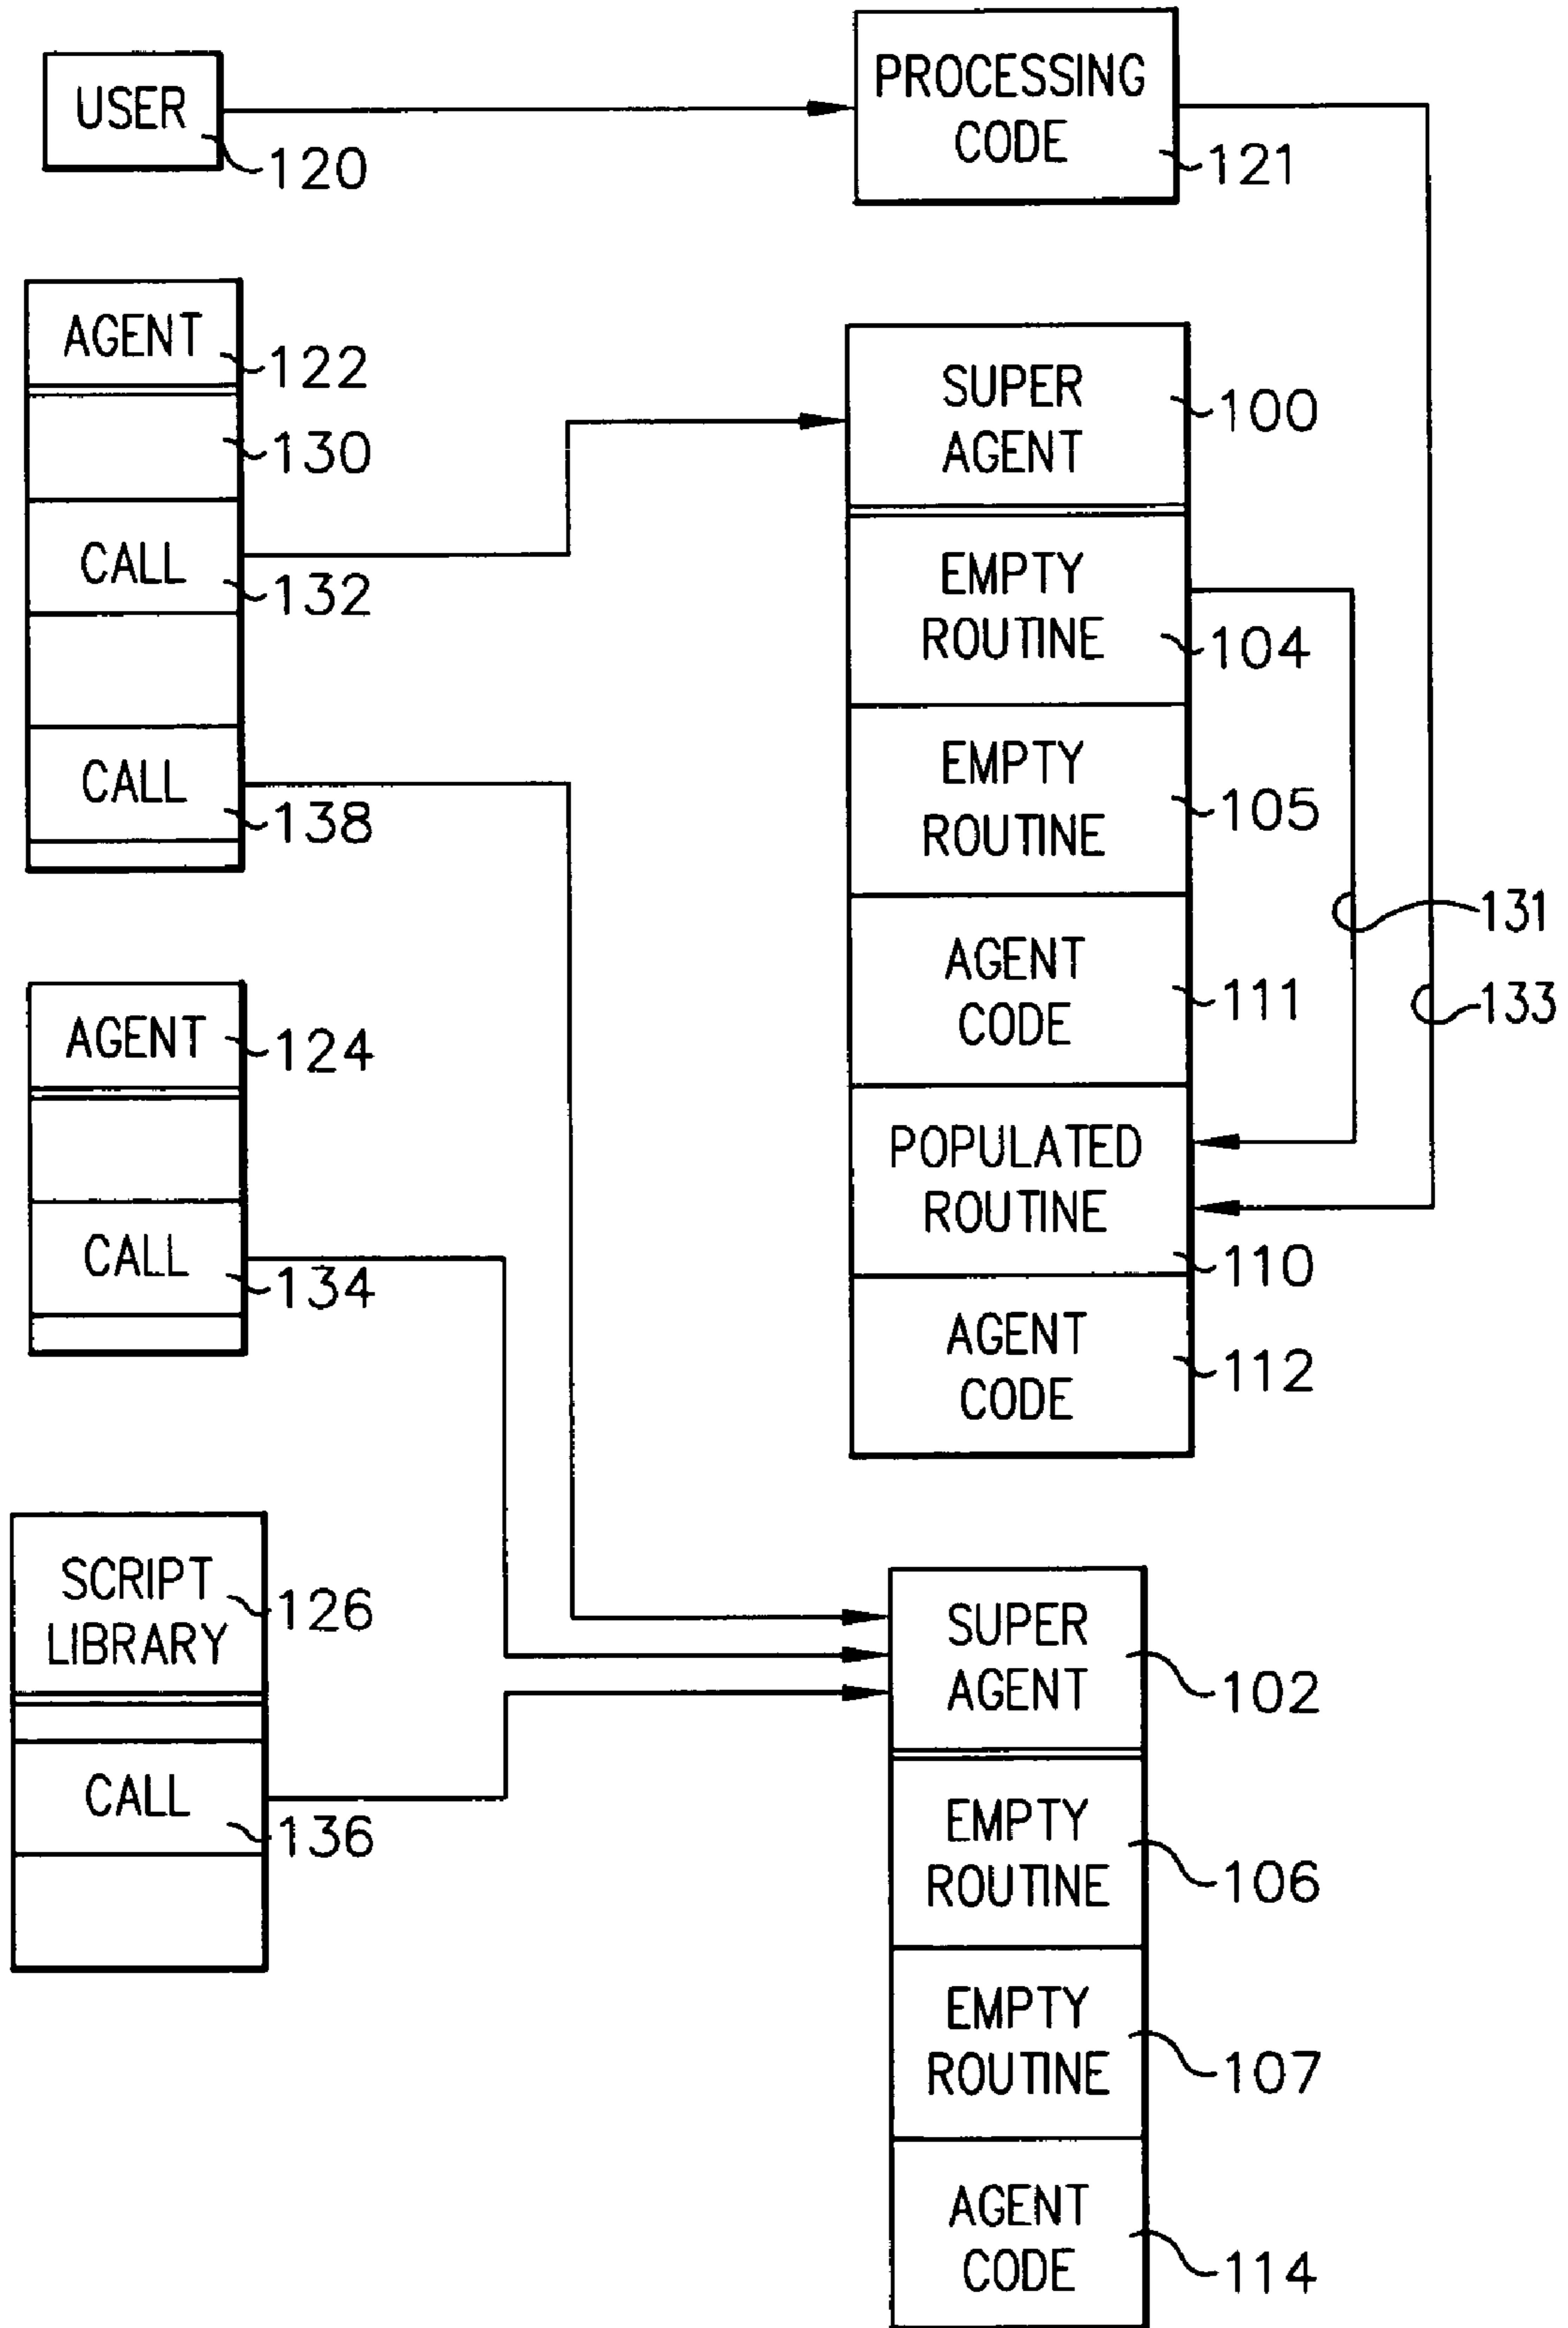 USER
120
PROCESSING
CODE
121
AGENT
122
130
CALL
132
CALL
138
SUPER
AGENT
100
EMPTY
ROUTINE
104
EMPTY
ROUTINE
105
AGENT
CODE
111
POPULATED
ROUTINE
110
AGENT
CODE
112
131
133
AGENT
124
CALL
134
SCRIPT
LIBRARY
126
CALL
136
SUPER
AGENT
102
EMPTY
ROUTINE
106
EMPTY
ROUTINE
107
AGENT
CODE
114